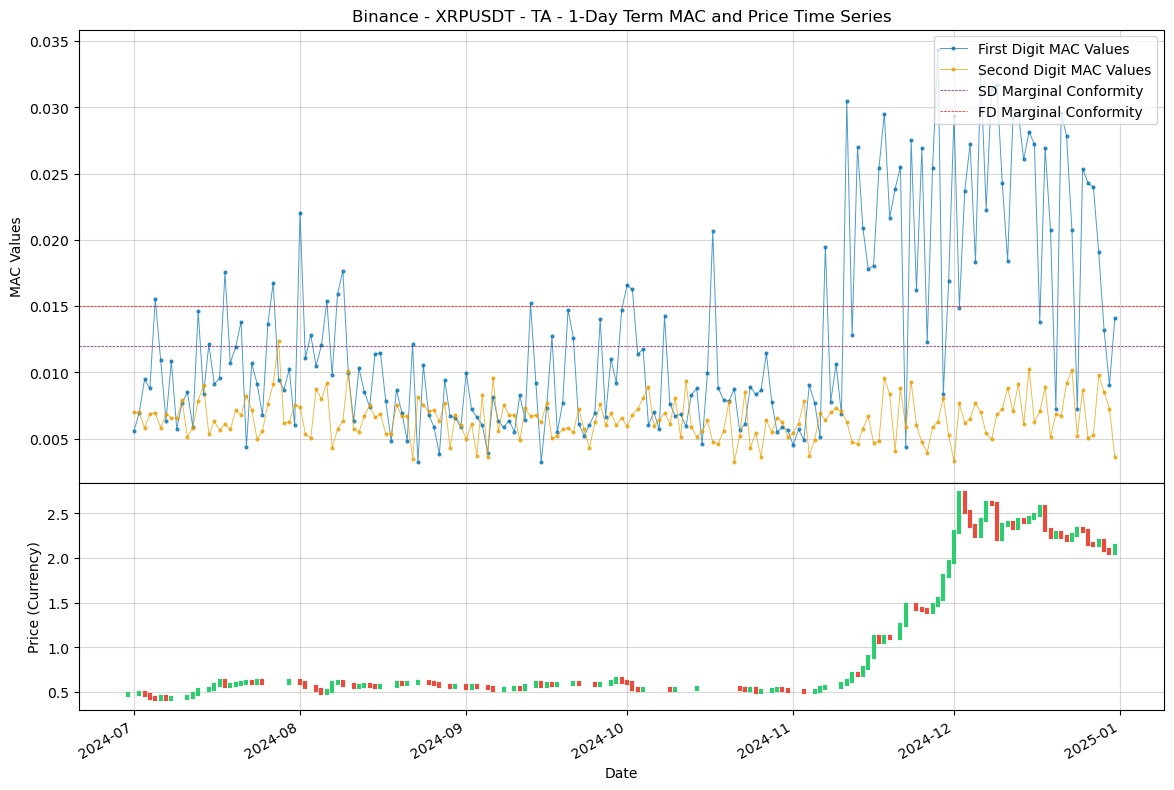 Binance - XRPUSDT - TA - 1-Day Term MAC and Price Time Series
First Digit MAC Values
Second Digit MAC Values
SD Marginal Conformity
FD Marginal Conformity
MAC Values
0.035
0.030
0.025
0.020
0.015
0.010
0.005
Price (Currency)
2.5
2.0
1.5
1.0
0.5
2024-07
2024-08
2024-09
2024-10
2024-11
2024-12
2025-01
Date